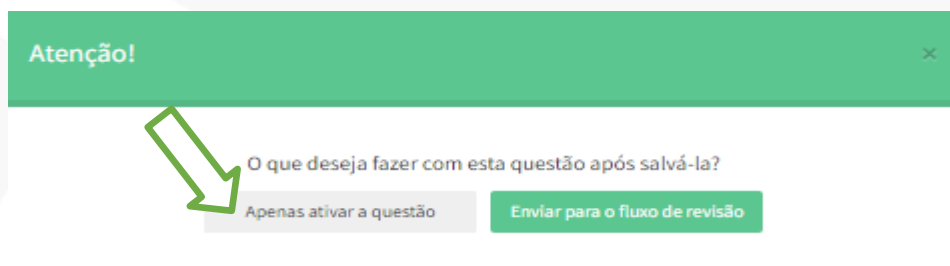 Atenção!
×
O que deseja fazer com esta questão após salvá-la?
Apenas ativar a questão
Enviar para o fluxo de revisão